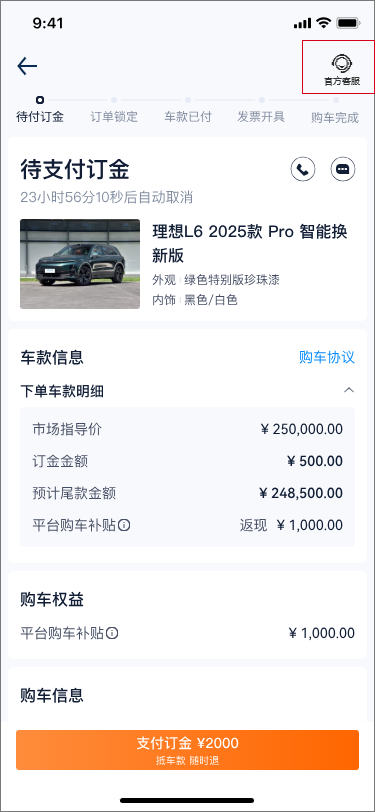 9:41
官方客服
待付订金 订单锁定 车款已付 发票开具 购车完成
待支付订金
23小时56分10秒后自动取消
理想L6 2025款 Pro 智能换
新版
外观 绿色特别版珍珠漆
内饰 黑色/白色
车款信息 购车协议
下单车款明细
市场指导价 ¥ 250,000.00
订金金额 ¥ 500.00
预计尾款金额 ¥ 248,500.00
平台购车补贴 返现 ¥ 1,000.00
购车权益
平台购车补贴 ¥ 1,000.00
购车信息
支付订金 ¥2000
抵车款 随时退